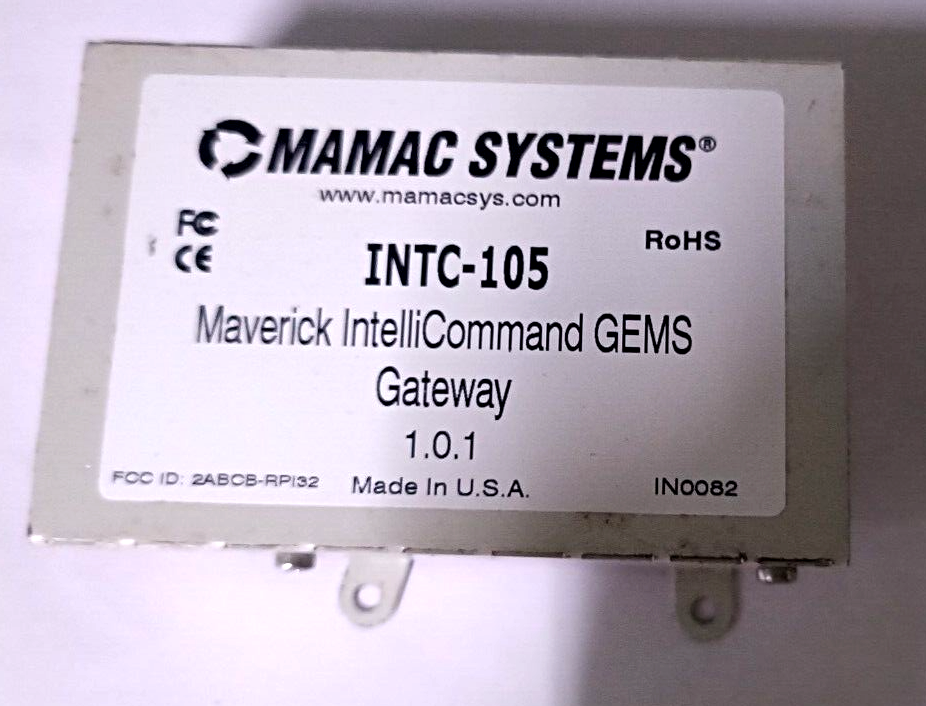 MAMAC SYSTEMS®
www.mamacsys.com
FC
CE
RoHS
INTC-105
Maverick IntelliCommand GEMS
Gateway
1.0.1
FCC ID: 2ABCB-RPI32 Made In U.S.A. IN0082